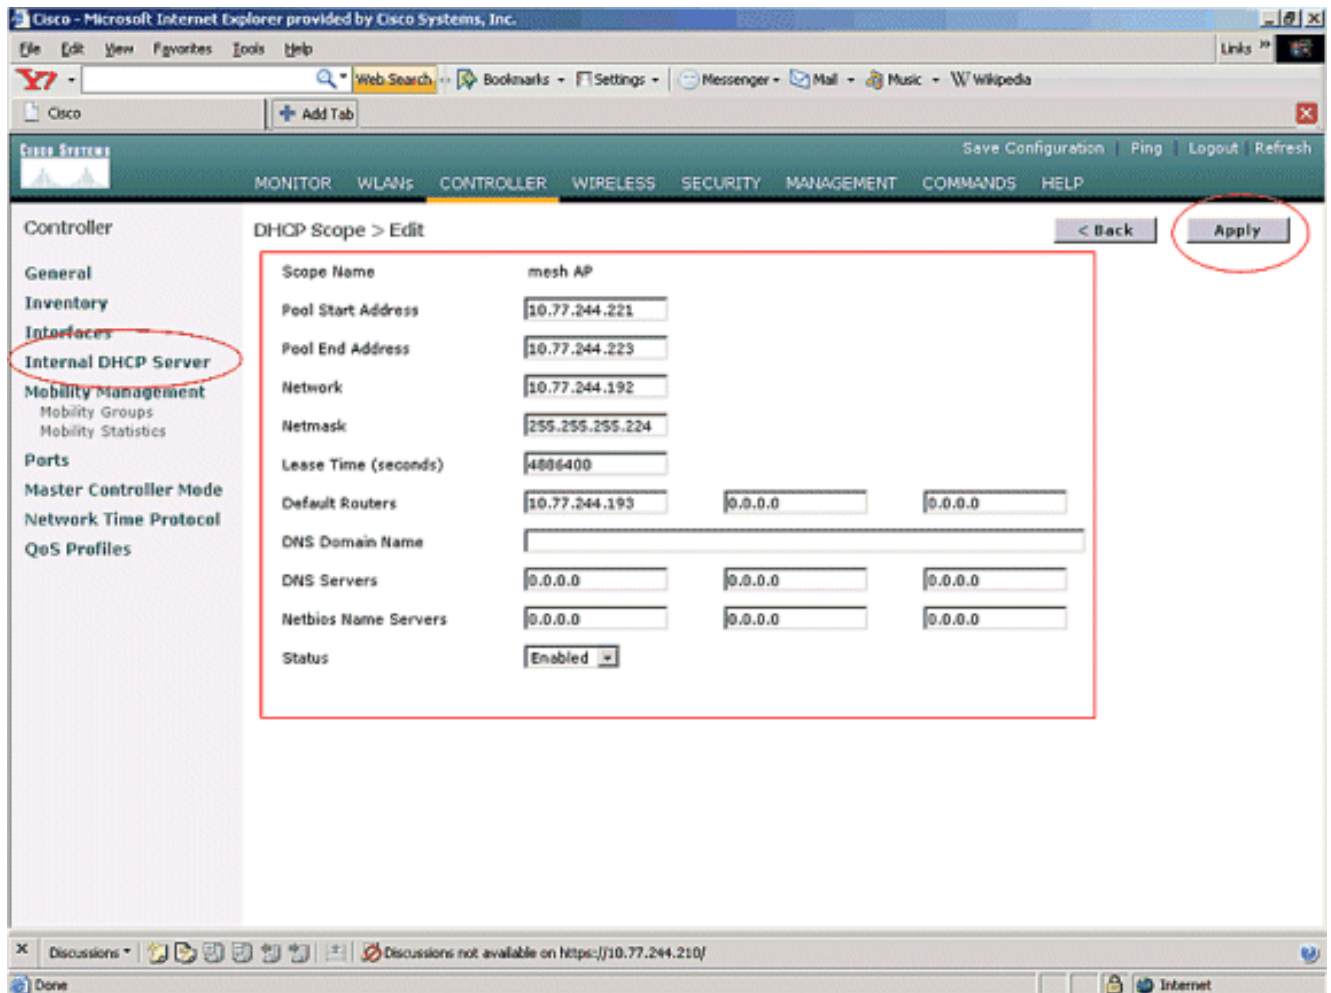 Cisco - Microsoft Internet Explorer provided by Cisco Systems, Inc.
File Edit View Favorites Tools Help Links »
Y! Web Search Bookmarks Settings Messenger Mail Music W Wikipedia
Cisco Add Tab
Cisco Systems
Save Configuration | Ping | Logout | Refresh
MONITOR WLANs CONTROLLER WIRELESS SECURITY MANAGEMENT COMMANDS HELP
Controller
General
Inventory
Interfaces
Internal DHCP Server
Mobility Management
Mobility Groups
Mobility Statistics
Ports
Master Controller Mode
Network Time Protocol
QoS Profiles
DHCP Scope > Edit
< Back Apply
Scope Name mesh AP
Pool Start Address 10.77.244.221
Pool End Address 10.77.244.223
Network 10.77.244.192
Netmask 255.255.255.224
Lease Time (seconds) 4886400
Default Routers 10.77.244.193 0.0.0.0 0.0.0.0
DNS Domain Name
DNS Servers 0.0.0.0 0.0.0.0 0.0.0.0
Netbios Name Servers 0.0.0.0 0.0.0.0 0.0.0.0
Status Enabled
Discussions Discussions not available on https://10.77.244.210/
Done Internet